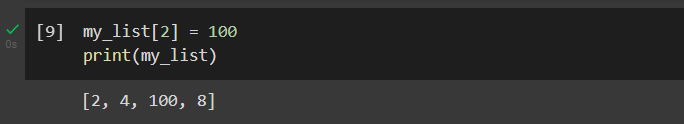 [9] my_list[2] = 100
print(my_list)
0s
[2, 4, 100, 8]